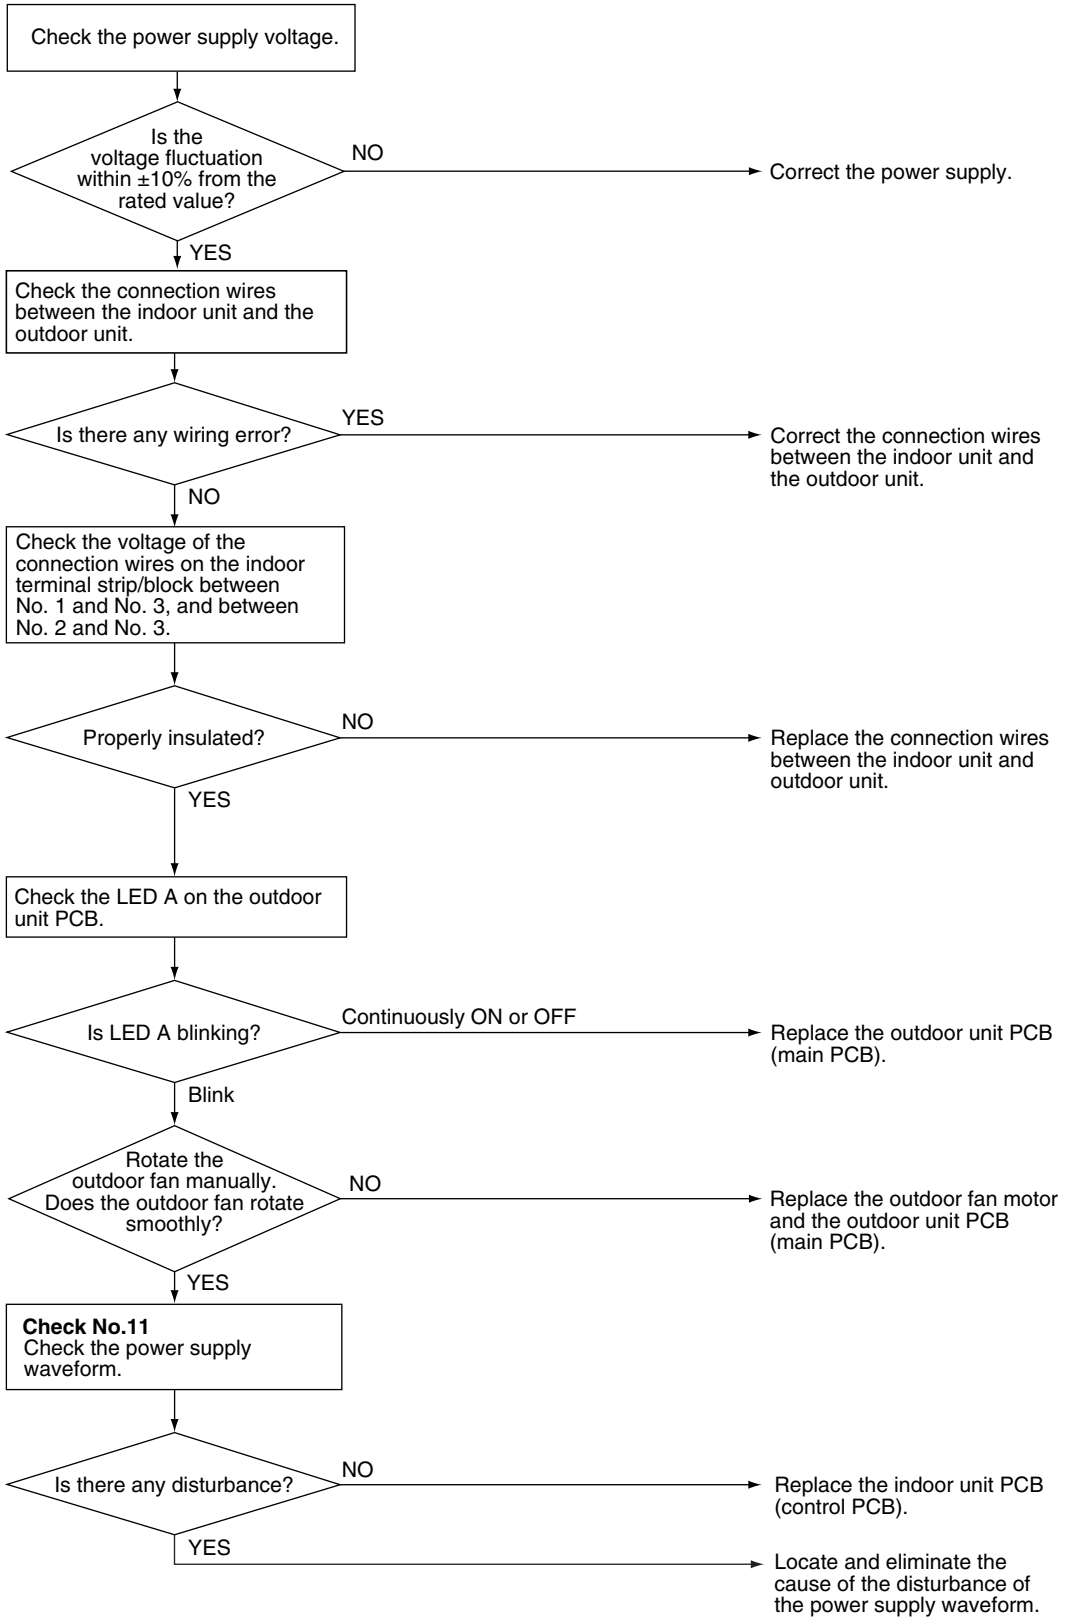 Check the power supply voltage.
Is the
voltage fluctuation
within ±10% from the
rated value?
NO
Correct the power supply.
YES
Check the connection wires
between the indoor unit and the
outdoor unit.
Is there any wiring error?
YES
Correct the connection wires
between the indoor unit and
the outdoor unit.
NO
Check the voltage of the
connection wires on the indoor
terminal strip/block between
No. 1 and No. 3, and between
No. 2 and No. 3.
Properly insulated?
NO
Replace the connection wires
between the indoor unit and
outdoor unit.
YES
Check the LED A on the outdoor
unit PCB.
Is LED A blinking?
Continuously ON or OFF
Replace the outdoor unit PCB
(main PCB).
Blink
Rotate the
outdoor fan manually.
Does the outdoor fan rotate
smoothly?
NO
Replace the outdoor fan motor
and the outdoor unit PCB
(main PCB).
YES
Check No.11
Check the power supply
waveform.
Is there any disturbance?
NO
Replace the indoor unit PCB
(control PCB).
YES
Locate and eliminate the
cause of the disturbance of
the power supply waveform.